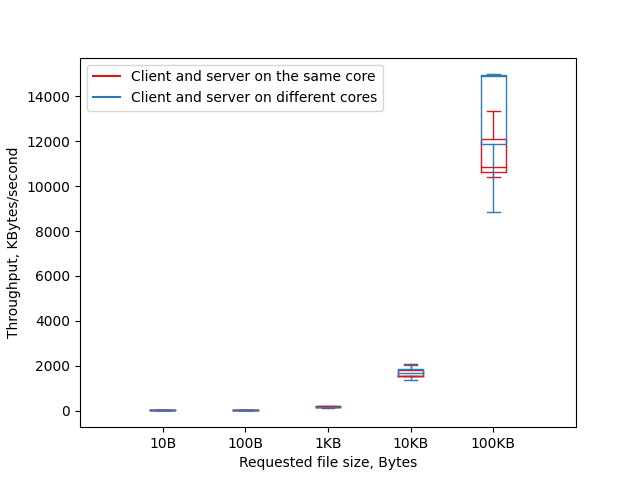 Client and server on the same core
Client and server on different cores
Throughput, KBytes/second
14000
12000
10000
8000
6000
4000
2000
0
10B
100B
1KB
10KB
100KB
Requested file size, Bytes